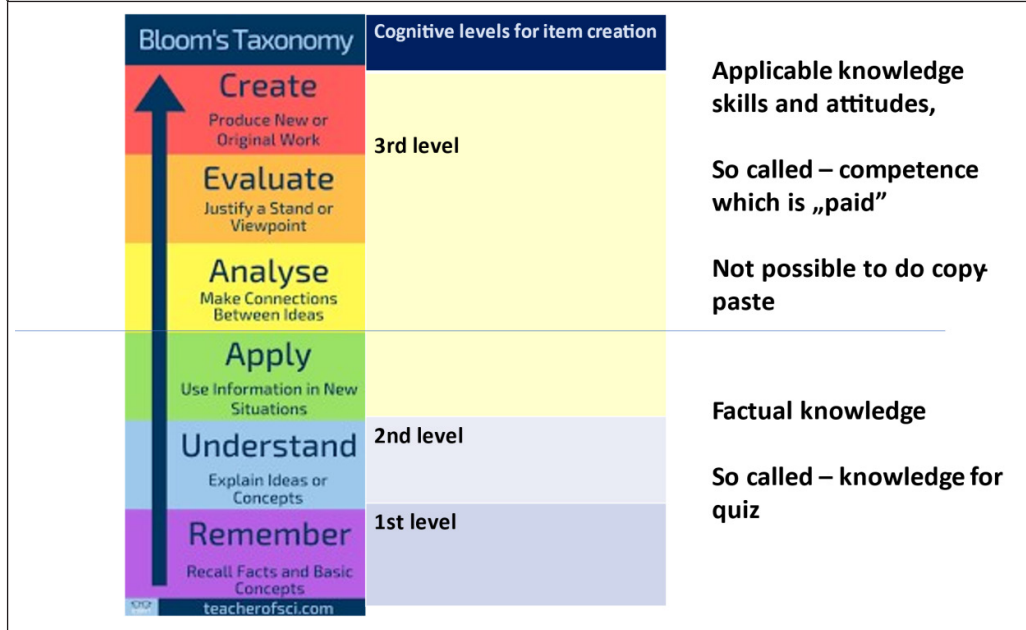 Bloom's Taxonomy
Create
Produce New or
Original Work
Evaluate
Justify a Stand or
Viewpoint
Analyse
Make Connections
Between Ideas
Apply
Use Information in New
Situations
Understand
Explain Ideas or
Concepts
Remember
Recall Facts and Basic
Concepts
teacherofsci.com
Cognitive levels for item creation
3rd level
2nd level
1st level
Applicable knowledge
skills and attitudes,
So called – competence
which is „paid”
Not possible to do copy-
paste
Factual knowledge
So called – knowledge for
quiz